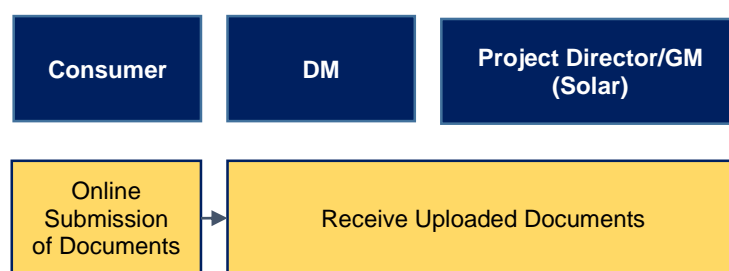 Consumer
DM
Project Director/GM
(Solar)
Online
Submission
of Documents
Receive Uploaded Documents